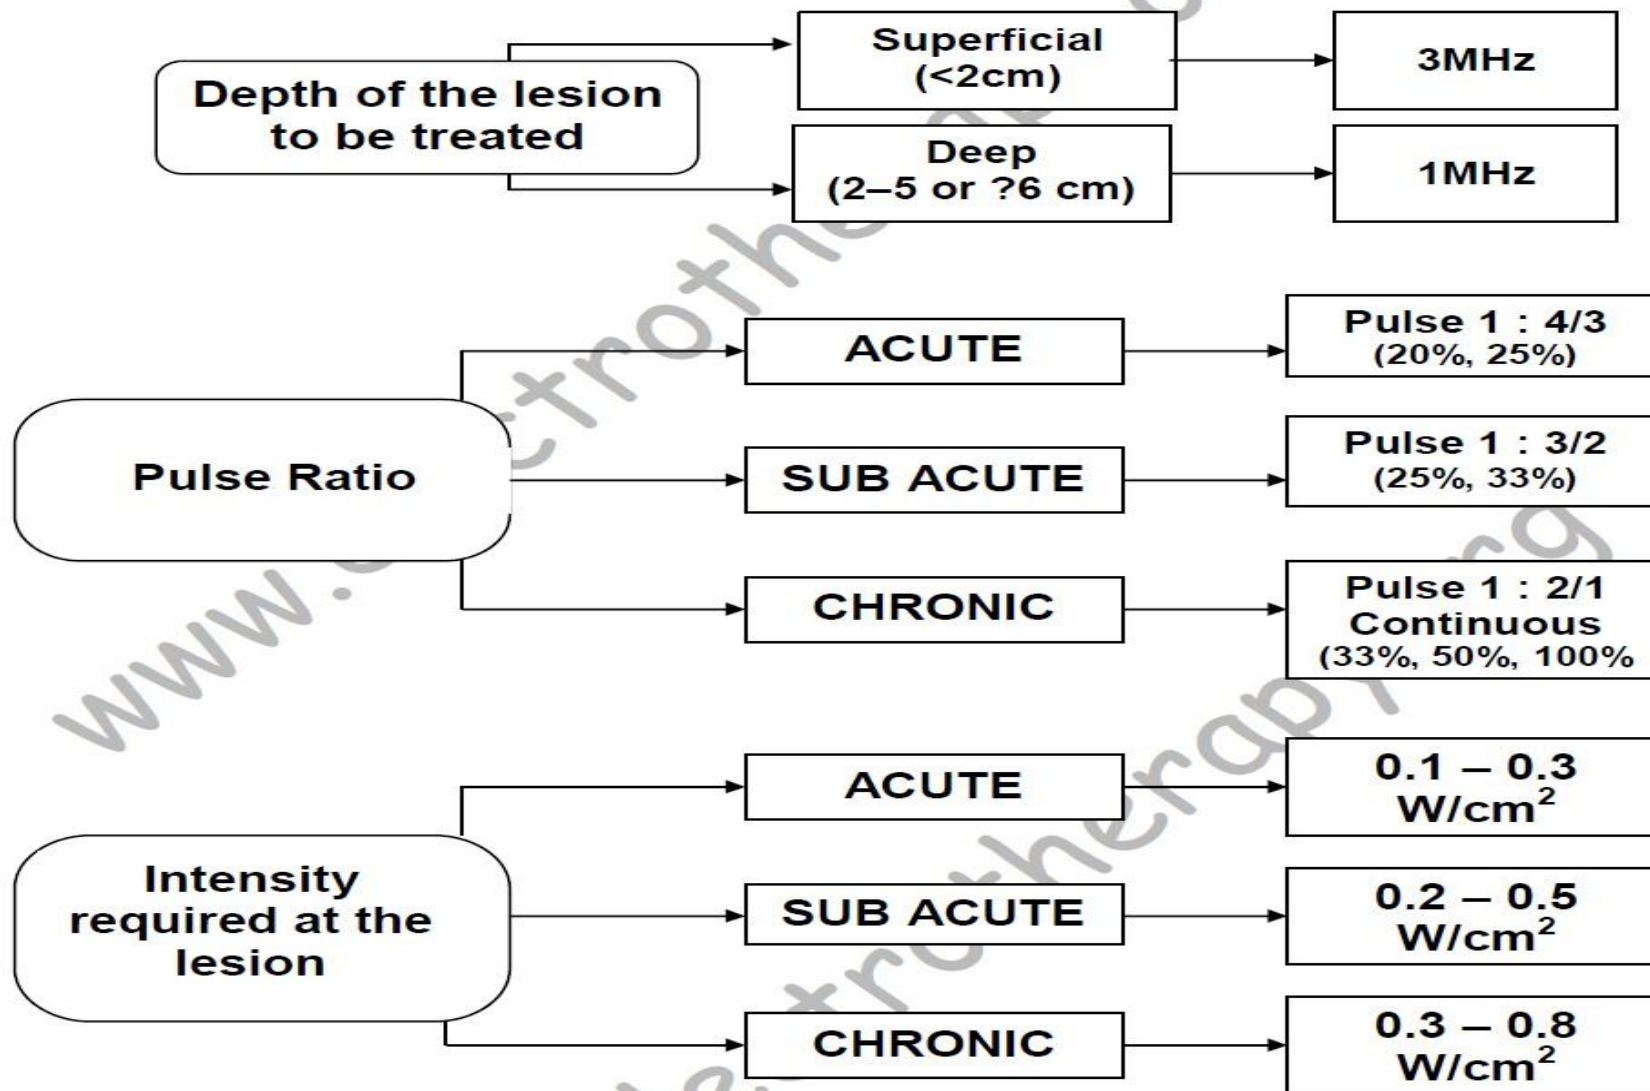 Depth of the lesion
to be treated
Superficial
(<2cm)
3MHz
Deep
(2–5 or ?6 cm)
1MHz
Pulse Ratio
ACUTE
Pulse 1 : 4/3
(20%, 25%)
SUB ACUTE
Pulse 1 : 3/2
(25%, 33%)
CHRONIC
Pulse 1 : 2/1
Continuous
(33%, 50%, 100%
Intensity
required at the
lesion
ACUTE
0.1 – 0.3
W/cm²
SUB ACUTE
0.2 – 0.5
W/cm²
CHRONIC
0.3 – 0.8
W/cm²